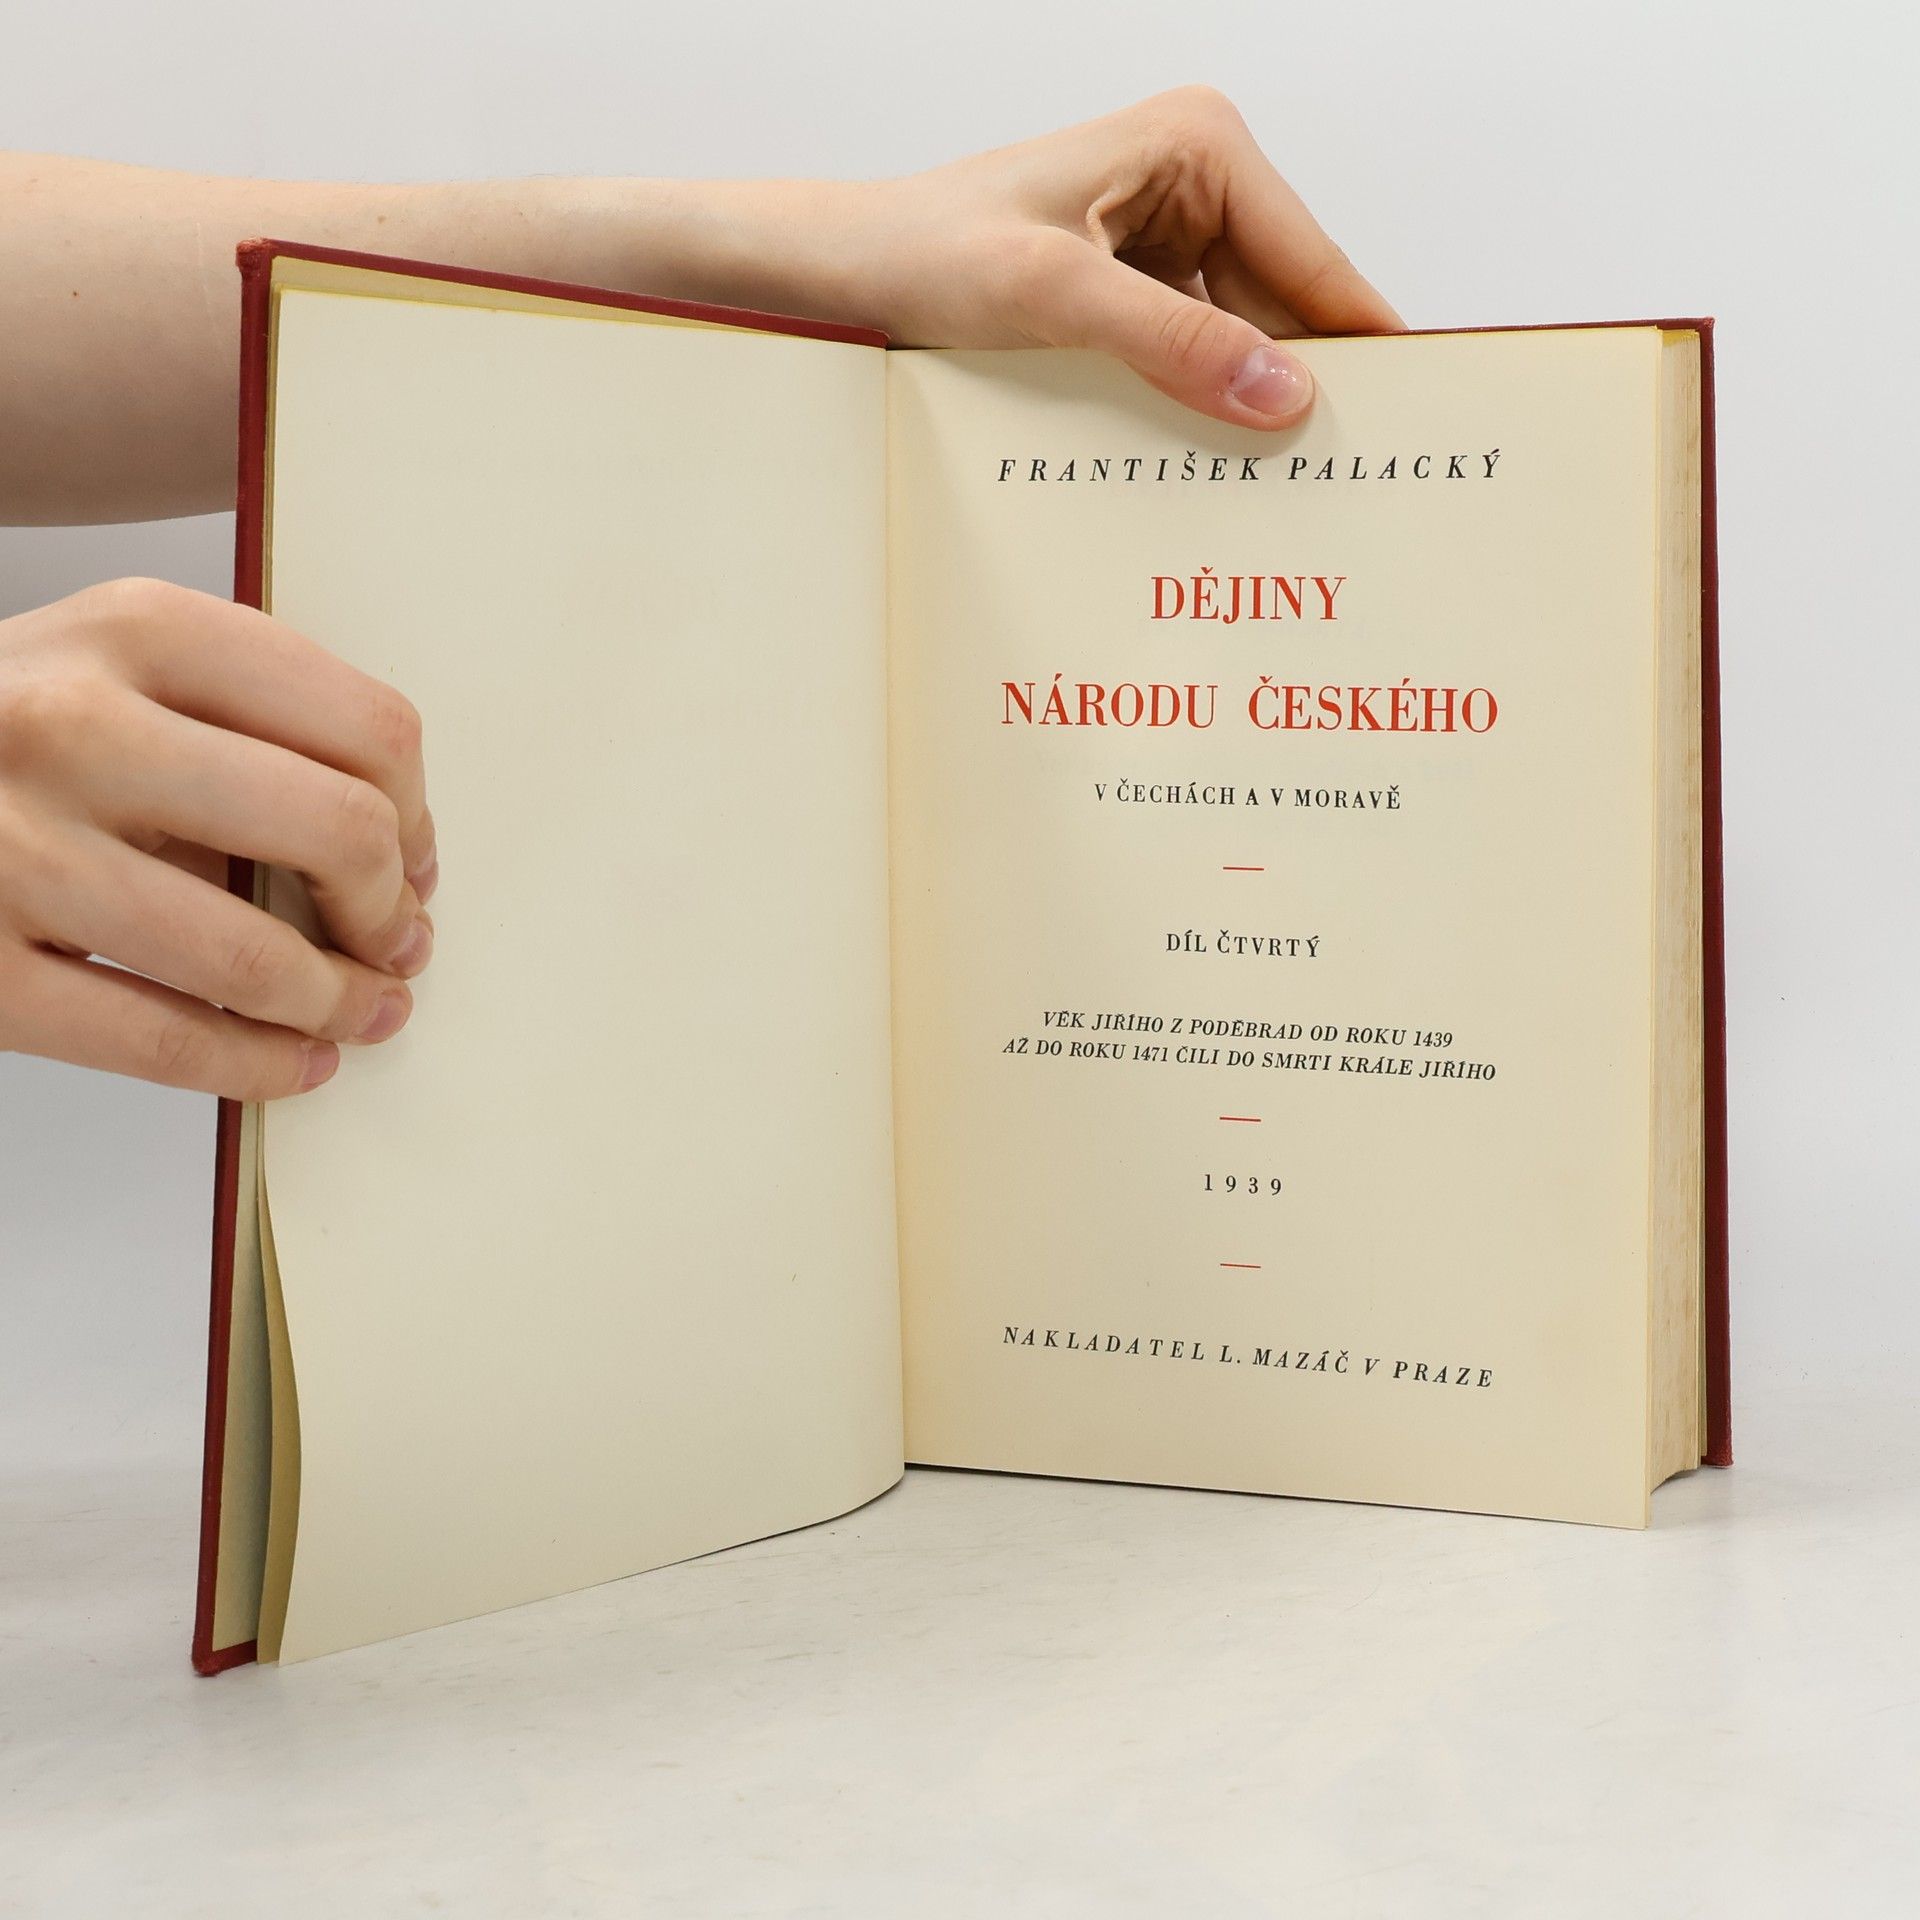 FRANTIŠEK PALACKÝ
DĚJINY
NÁRODU ČESKÉHO
V ČECHÁCH A V MORAVĚ
DÍL ČTVRTÝ
VĚK JIŘÍHO Z PODĚBRAD OD ROKU 1439
AŽ DO ROKU 1471 ČILI DO SMRTI KRÁLE JIŘÍHO
1939
NAKLADATEL L. MAZÁČ V PRAZE